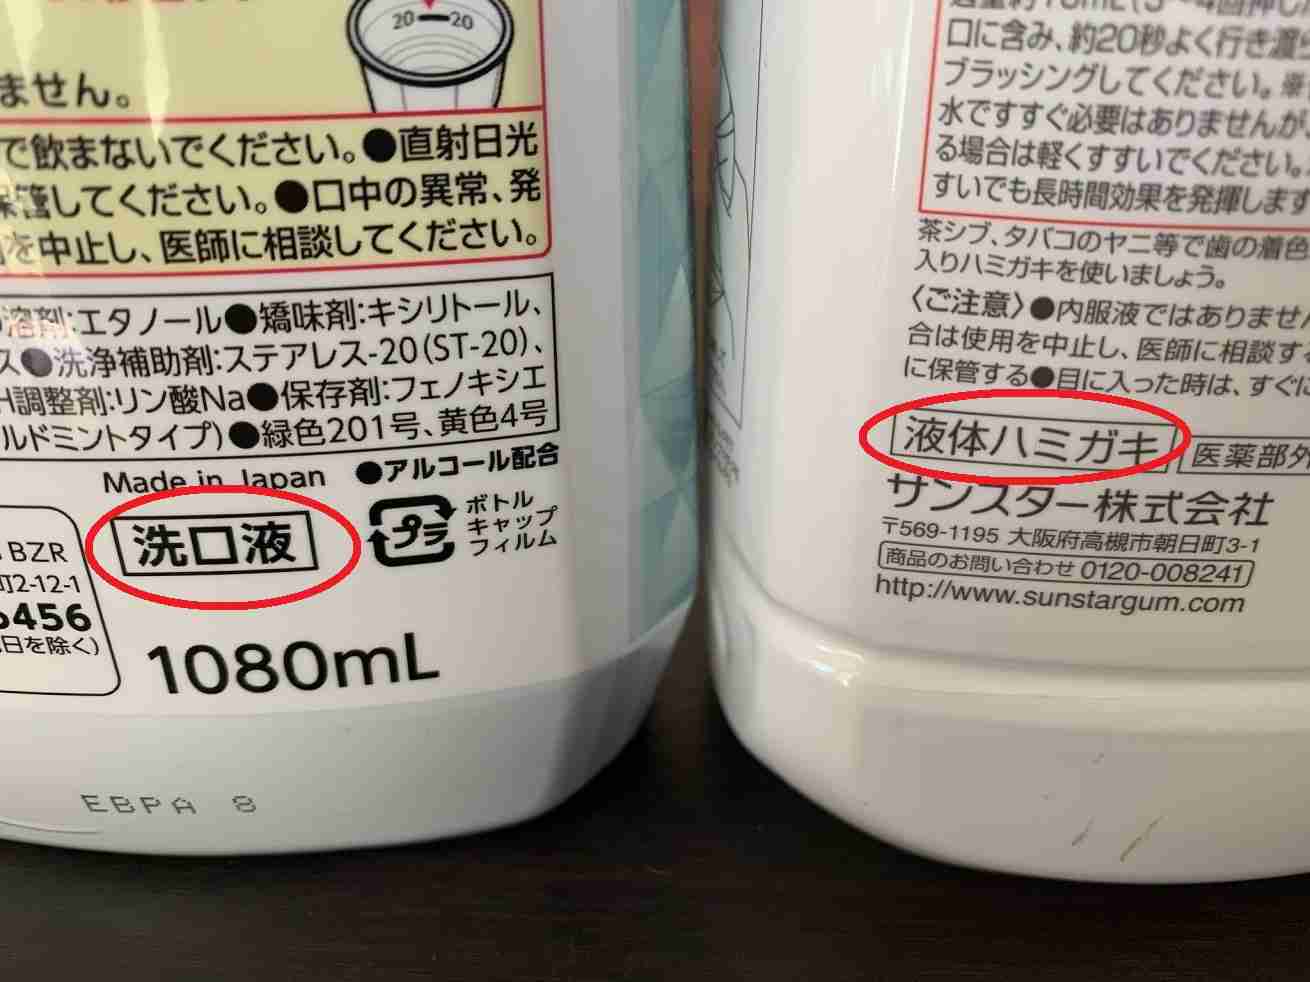 20 20
ません。
で飲まないでください。●直射日光
保管してください。●口中の異常、発
を中止し、医師に相談してください。
溶剤:エタノール●矯味剤:キシリトール、
ス●洗浄補助剤:ステアレス-20(ST-20)、
H調整剤:リン酸Na●保存剤:フェノキシエ
ルドミントタイプ)●緑色201号、黄色4号
Made in Japan ●アルコール配合
洗口液
プラ
ボトル
キャップ
フィルム
BZR
町2-12-1
6456
日を除く)
1080mL
EBPA 8
口に含み、約20秒よく行き渡
ブラッシングしてください。
水ですすぐ必要はありませんが
る場合は軽くすすいでください。
すいでも長時間効果を発揮します
茶シブ、タバコのヤニ等で歯の着色
入りハミガキを使いましょう。
〈ご注意〉●内服液ではありません
合は使用を中止し、医師に相談する
に保管する●目に入った時は、すぐに
液体ハミガキ
医薬部外
サンスター株式会社
〒569-1195 大阪府高槻市朝日町3-1
商品のお問い合わせ 0120-008241
http://www.sunstargum.com